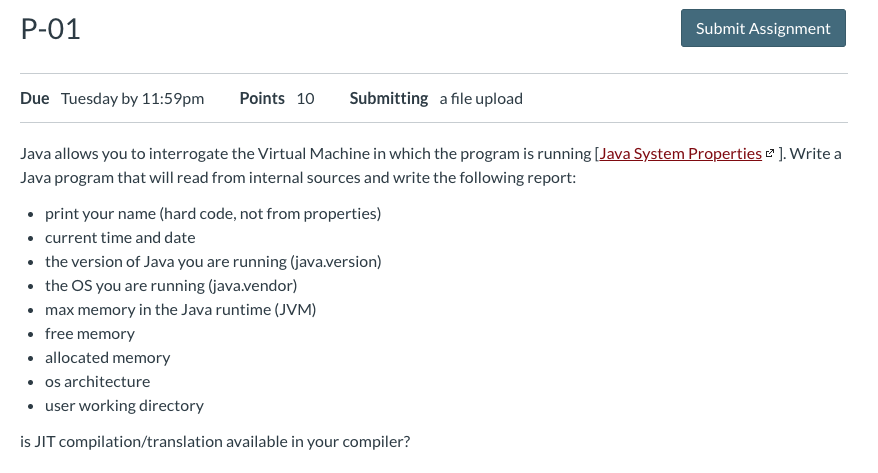 P-01
Submit Assignment
Due Tuesday by 11:59pm Points 10 Submitting a file upload
Java allows you to interrogate the Virtual Machine in which the program is running [Java System Properties ]. Write a
Java program that will read from internal sources and write the following report:
• print your name (hard code, not from properties)
• current time and date
• the version of Java you are running (java.version)
• the OS you are running (java.vendor)
• max memory in the Java runtime (JVM)
• free memory
• allocated memory
• os architecture
• user working directory
is JIT compilation/translation available in your compiler?